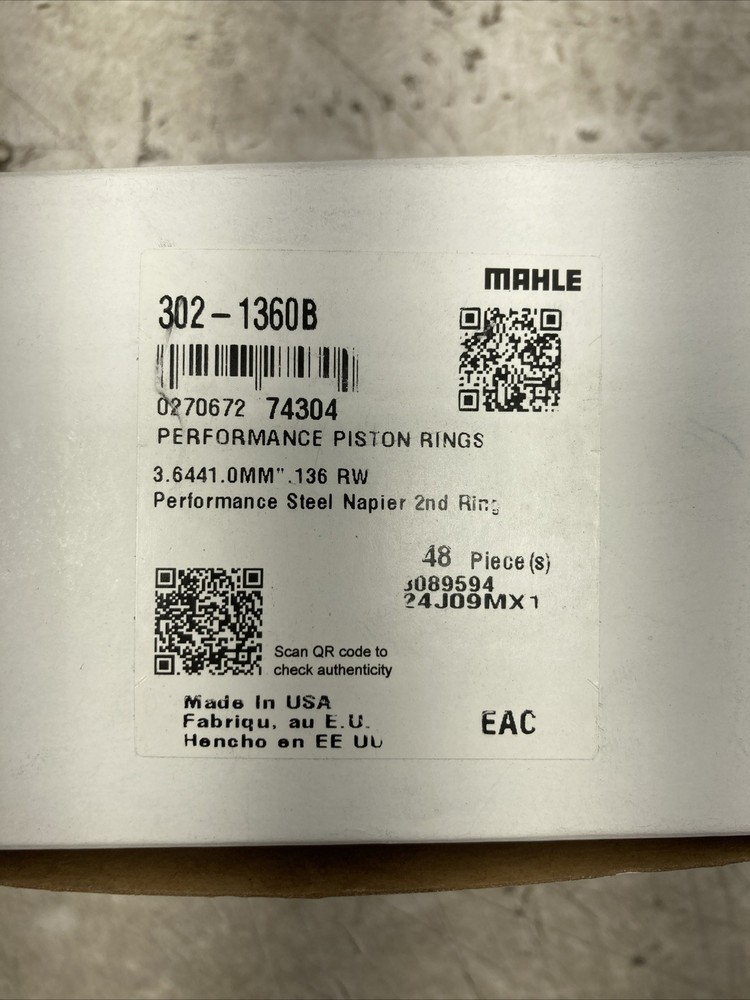 MAHLE
302-1360B
0270672 74304
PERFORMANCE PISTON RINGS
3.6441.0MM".136 RW
Performance Steel Napier 2nd Ring
48 Piece(s)
3089594
24J09MX1
Scan QR code to
check authenticity
Made In USA
Fabriqu, au E.U.
Hencho en EE UU
EAC